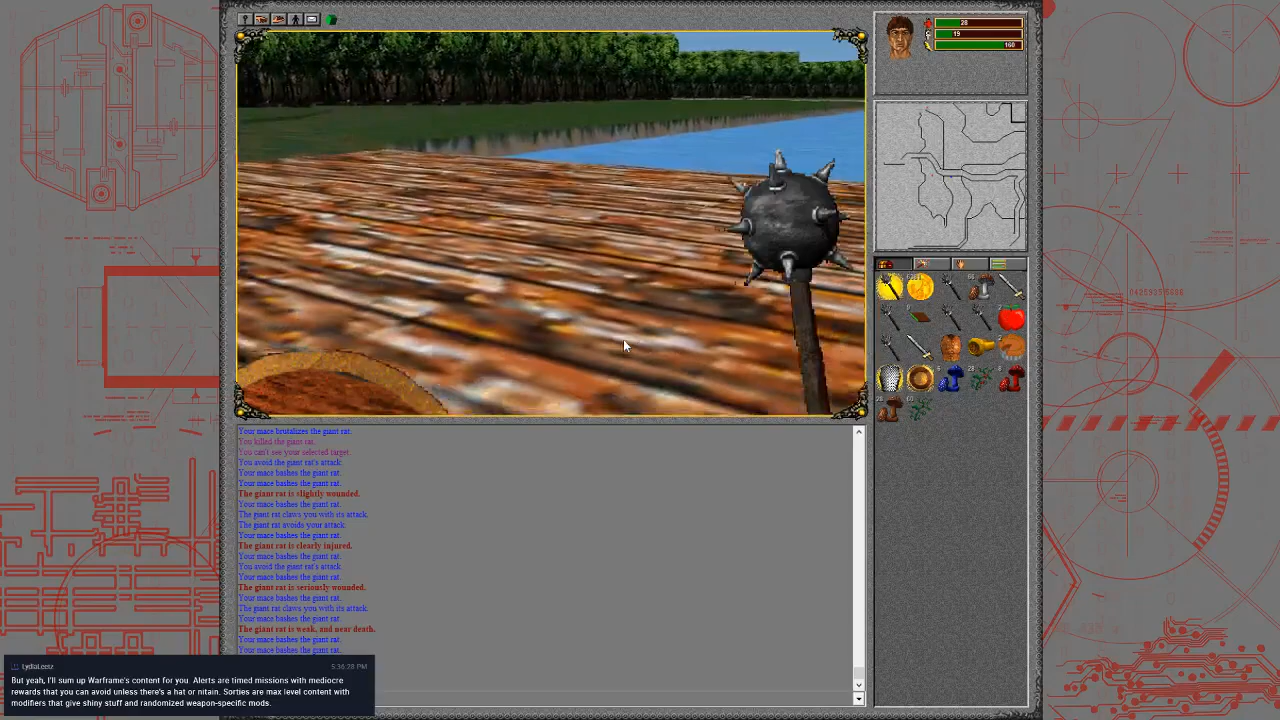 28
19
160
Your mace brutalizes the giant rat.
You killed the giant rat.
You can't see your selected target.
You avoid the giant rat's attack.
Your mace bashes the giant rat.
Your mace bashes the giant rat.
The giant rat is slightly wounded.
Your mace bashes the giant rat.
The giant rat claws you with its attack.
The giant rat avoids your attack.
Your mace bashes the giant rat.
The giant rat is clearly injured.
Your mace bashes the giant rat.
You avoid the giant rat's attack.
Your mace bashes the giant rat.
The giant rat is seriously wounded.
Your mace bashes the giant rat.
The giant rat claws you with its attack.
Your mace bashes the giant rat.
The giant rat is weak, and near death.
Your mace bashes the giant rat.
Your mace bashes the giant rat.
LydiaLeetz
5:36:28 PM
But yeah, I'll sum up Warframe's content for you. Alerts are timed missions with mediocre
rewards that you can avoid unless there's a hat or nitain. Sorties are max level content with
modifiers that give shiny stuff and randomized weapon-specific mods.